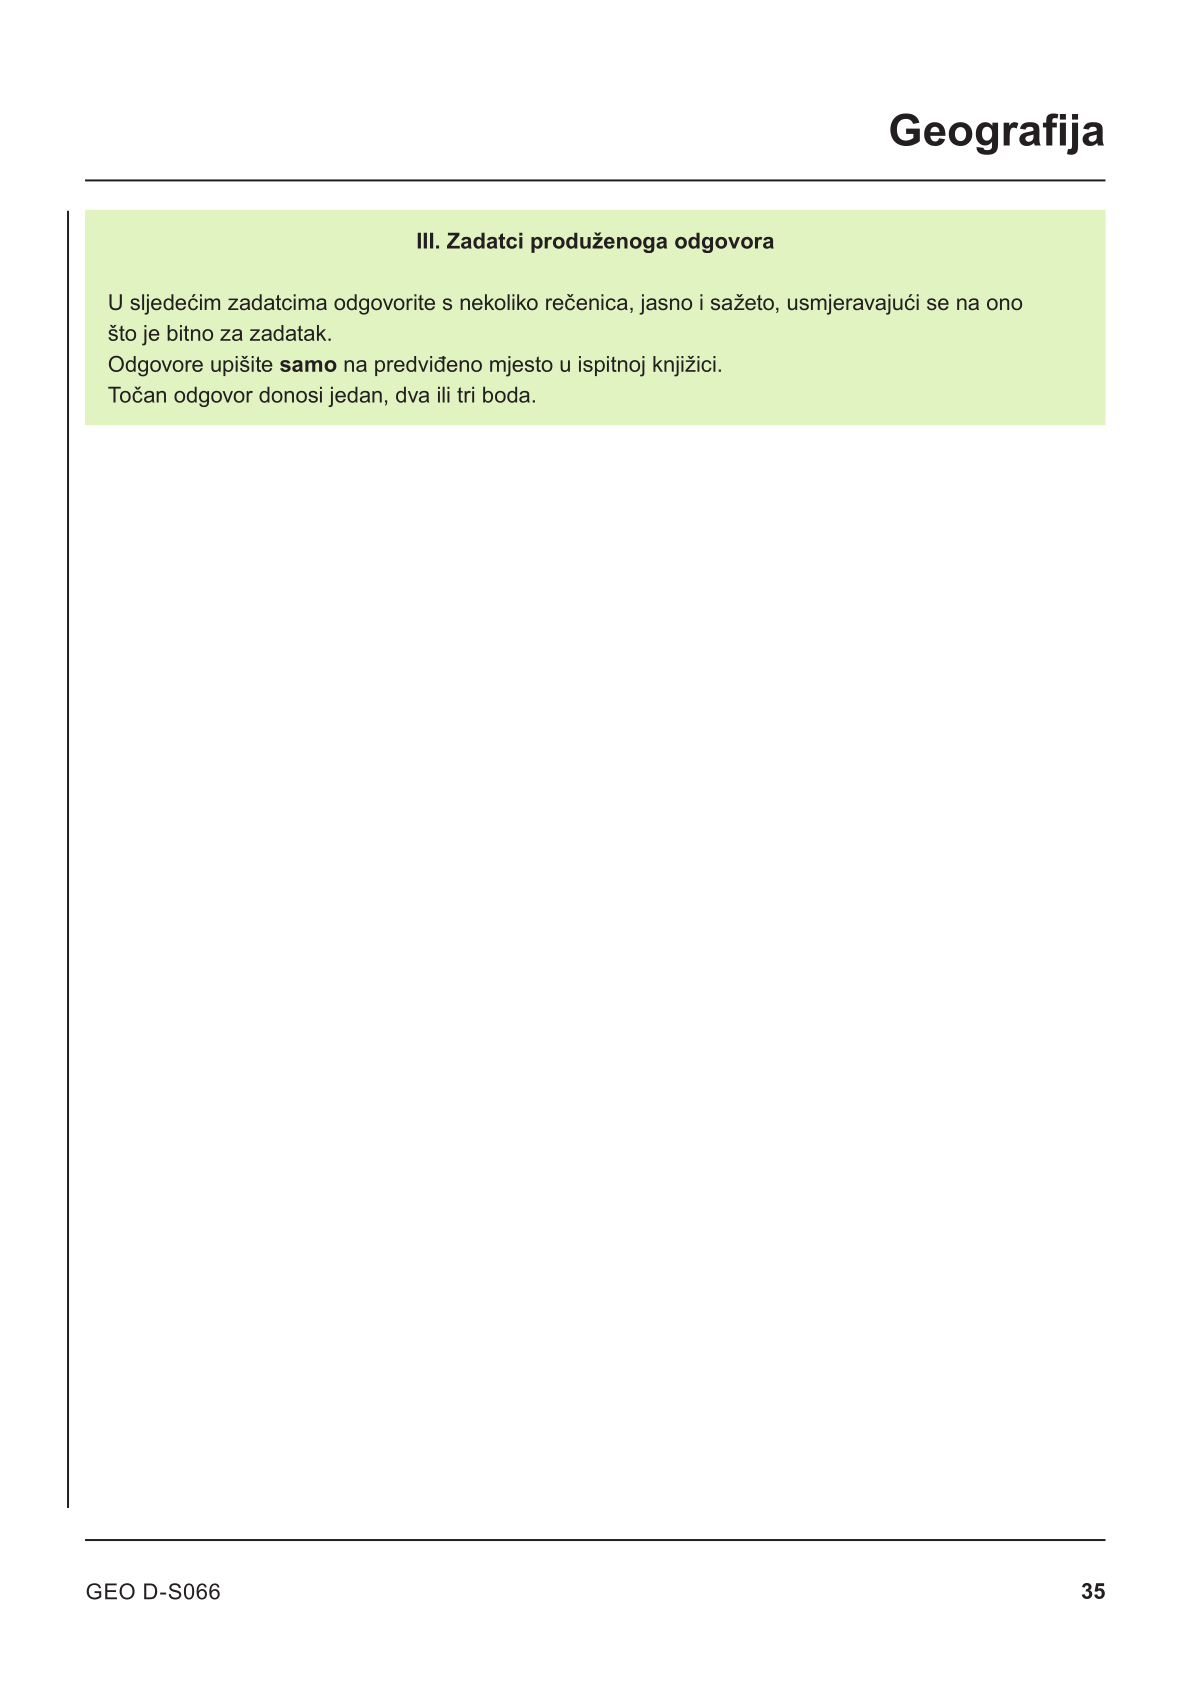 Geografija
III. Zadatci produženoga odgovora
U sljedećim zadatcima odgovorite s nekoliko rečenica, jasno i sažeto, usmjeravajući se na ono
što je bitno za zadatak.
Odgovore upišite samo na predviđeno mjesto u ispitnoj knjižici.
Točan odgovor donosi jedan, dva ili tri boda.
GEO D-S066
35